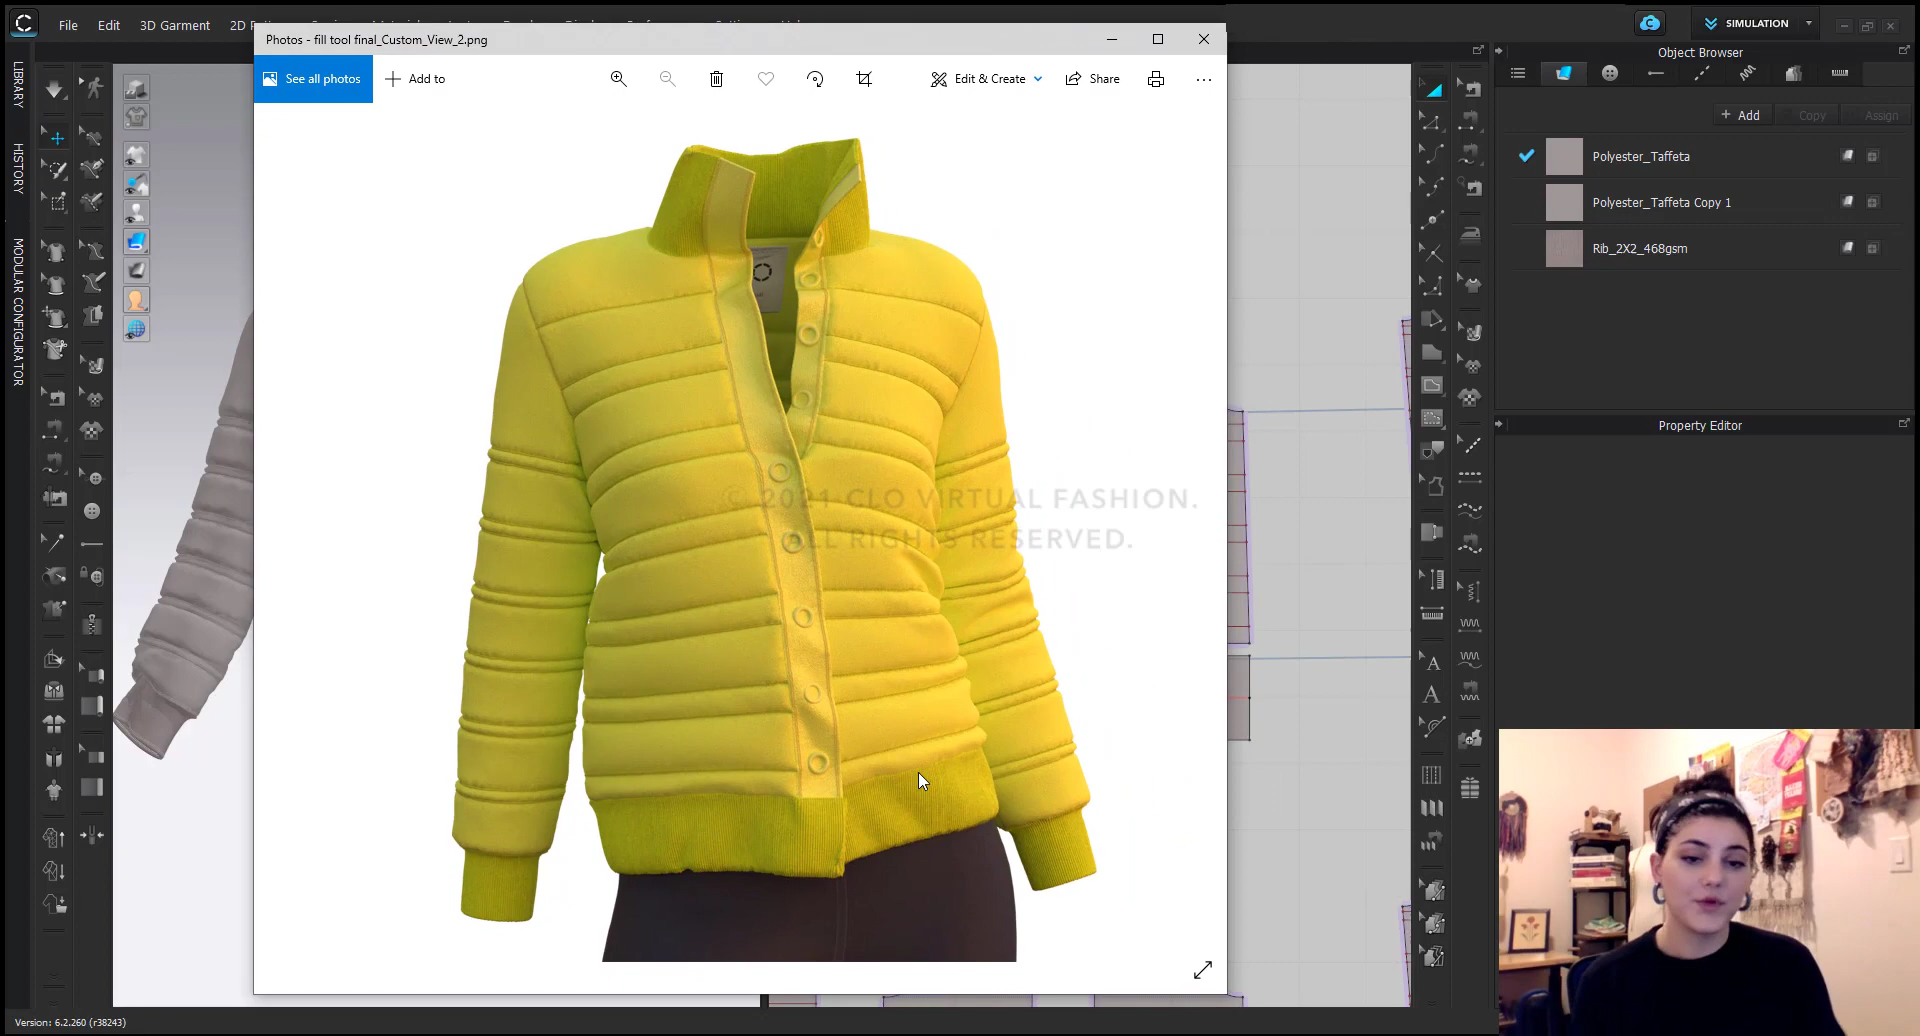 File Edit 3D Garment 2D
SIMULATION
Photos - fill tool final_Custom_View_2.png
See all photos
Add to
Edit & Create
Share
LIBRARY
HISTORY
MODULAR CONFIGURATOR
© 2021 CLO VIRTUAL FASHION.
ALL RIGHTS RESERVED.
Object Browser
+ Add Copy Assign
Polyester_Taffeta
Polyester_Taffeta Copy 1
Rib_2X2_468gsm
Property Editor
Version: 6.2.260 (r38243)